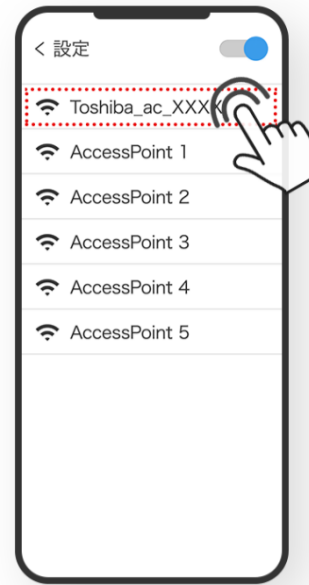 < 設定
Toshiba_ac_XXXX
AccessPoint 1
AccessPoint 2
AccessPoint 3
AccessPoint 4
AccessPoint 5